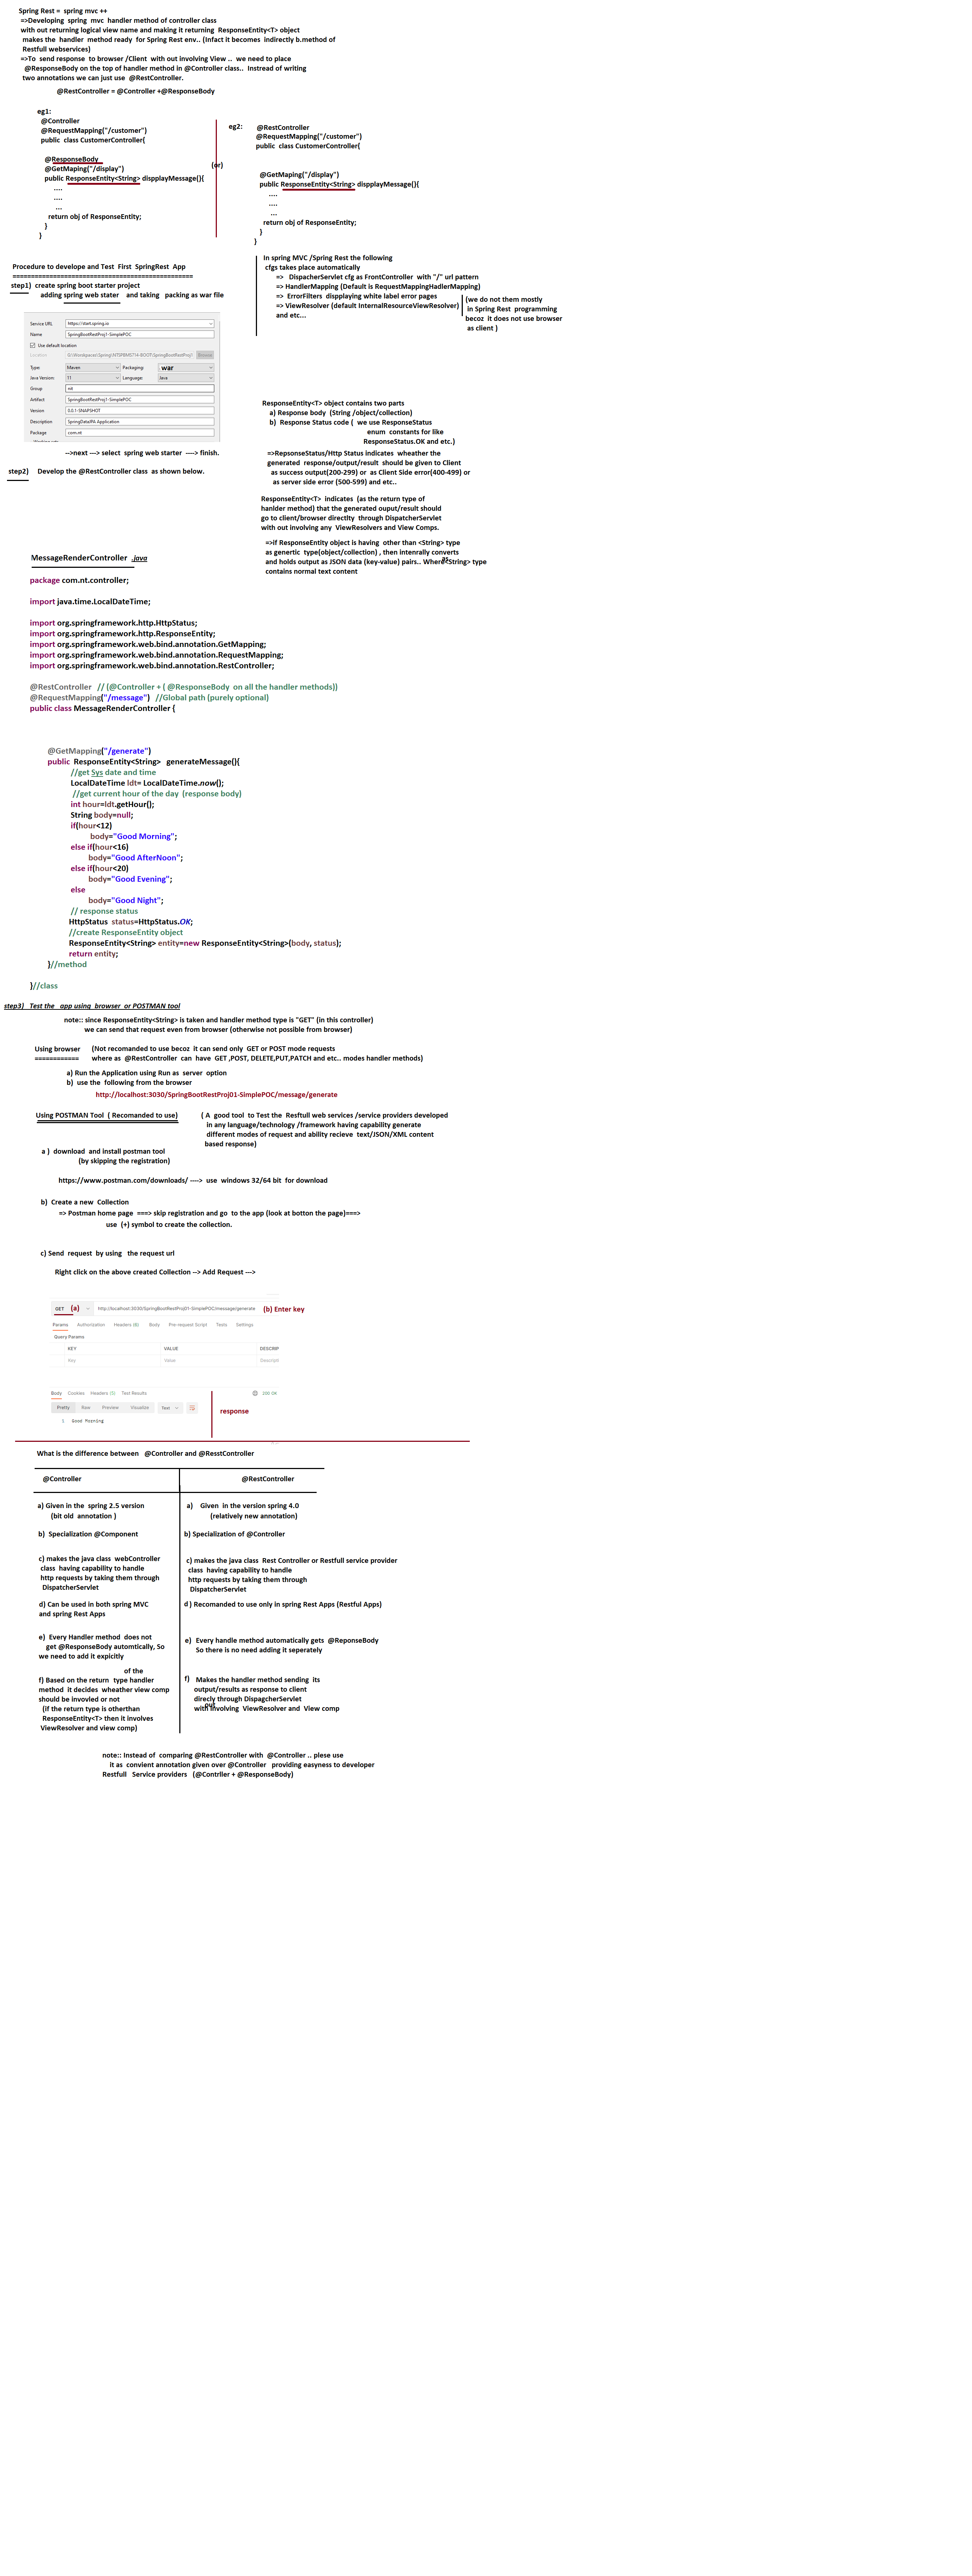 Spring Rest = spring mvc ++
=>Developing spring mvc handler method of controller class
with out returning logical view name and making it returning ResponseEntity<T> object
makes the handler method ready for Spring Rest env.. (Infact it becomes indirectly b.method of
Restfull webservices)
=>To send response to browser /Client with out involving View .. we need to place
@ResponseBody on the top of handler method in @Controller class.. Instread of writing
two annotations we can just use @RestController.
@RestController = @Controller +@ResponseBody
eg1:
@Controller
@RequestMapping("/customer")
public class CustomerController{
@ResponseBody
@GetMaping("/display")
public ResponseEntity<String> dispplayMessage(){
....
....
...
return obj of ResponseEntity;
}
}
(or)
eg2: @RestController
@RequestMapping("/customer")
public class CustomerController{
@GetMaping("/display")
public ResponseEntity<String> dispplayMessage(){
....
....
...
return obj of ResponseEntity;
}
}
In spring MVC /Spring Rest the following
cfgs takes place automatically
=> DispacherServlet cfg as FrontController with "/" url pattern
=> HandlerMapping (Default is RequestMappingHadlerMapping)
=> ErrorFilters dispplaying white label error pages
=> ViewResolver (default InternalResourceViewResolver)
and etc...
(we do not them mostly
in Spring Rest programming
becoz it does not use browser
as client )
Procedure to develope and Test First SpringRest App
=================================================
step1) create spring boot starter project
adding spring web stater and taking packing as war file
Service URL https://start.spring.io
Name SpringBootRestProj1-SimplePOC
Use default location
Location G:\Worskpaces\Spring\NTSPBMS714-BOOT\SpringBootRestProj1- Browse
Type: Maven Packaging: war
Java Version: 11 Language: Java
Group nit
Artifact SpringBootRestProj1-SimplePOC
Version 0.0.1-SNAPSHOT
Description SpringDataJPA Application
Package com.nt
-->next ---> select spring web starter ----> finish.
step2) Develop the @RestController class as shown below.
ResponseEntity<T> object contains two parts
a) Response body (String /object/collection)
b) Response Status code ( we use ResponseStatus
enum constants for like
ResponseStatus.OK and etc.)
=>RepsonseStatus/Http Status indicates wheather the
generated response/output/result should be given to Client
as success output(200-299) or as Client Side error(400-499) or
as server side error (500-599) and etc..
ResponseEntity<T> indicates (as the return type of
hanlder method) that the generated ouput/result should
go to client/browser directlty through DispatcherServlet
with out involving any ViewResolvers and View Comps.
=>if ResponseEntity object is having other than <String> type
as genertic type(object/collection) , then intenrally converts
and holds output as JSON data (key-value) pairs.. Where as <String> type
contains normal text content
MessageRenderController .java
package com.nt.controller;
import java.time.LocalDateTime;
import org.springframework.http.HttpStatus;
import org.springframework.http.ResponseEntity;
import org.springframework.web.bind.annotation.GetMapping;
import org.springframework.web.bind.annotation.RequestMapping;
import org.springframework.web.bind.annotation.RestController;
@RestController // (@Controller + ( @ResponseBody on all the handler methods))
@RequestMapping("/message") //Global path (purely optional)
public class MessageRenderController {
@GetMapping("/generate")
public ResponseEntity<String> generateMessage(){
//get Sys date and time
LocalDateTime ldt= LocalDateTime.now();
//get current hour of the day (response body)
int hour=ldt.getHour();
String body=null;
if(hour<12)
body="Good Morning";
else if(hour<16)
body="Good AfterNoon";
else if(hour<20)
body="Good Evening";
else
body="Good Night";
// response status
HttpStatus status=HttpStatus.OK;
//create ResponseEntity object
ResponseEntity<String> entity=new ResponseEntity<String>(body, status);
return entity;
}//method
}//class
step3) Test the app using browser or POSTMAN tool
note:: since ResponseEntity<String> is taken and handler method type is "GET" (in this controller)
we can send that request even from browser (otherwise not possible from browser)
Using browser (Not recomanded to use becoz it can send only GET or POST mode requests
============ where as @RestController can have GET ,POST, DELETE,PUT,PATCH and etc.. modes handler methods)
a) Run the Application using Run as server option
b) use the following from the browser
http://localhost:3030/SpringBootRestProj01-SimplePOC/message/generate
Using POSTMAN Tool ( Recomanded to use) ( A good tool to Test the Resftull web services /service providers developed
in any language/technology /framework having capability generate
different modes of request and ability recieve text/JSON/XML content
based response)
a ) download and install postman tool
(by skipping the registration)
https://www.postman.com/downloads/ ----> use windows 32/64 bit for download
b) Create a new Collection
=> Postman home page ===> skip registration and go to the app (look at botton the page)===>
use (+) symbol to create the collection.
c) Send request by using the request url
Right click on the above created Collection --> Add Request --->
GET (a) http://localhost:3030/SpringBootRestProj01-SimplePOC/message/generate (b) Enter key
Params Authorization Headers (6) Body Pre-request Script Tests Settings
Query Params
KEY VALUE DESCRIP
Key Value Descripti
Body Cookies Headers (5) Test Results 200 OK
Pretty Raw Preview Visualize Text
response
1 Good Morning
What is the difference between @Controller and @ResstController
@Controller @RestController
a) Given in the spring 2.5 version
(bit old annotation )
a) Given in the version spring 4.0
(relatively new annotation)
b) Specialization @Component
b) Specialization of @Controller
c) makes the java class webController
class having capability to handle
http requests by taking them through
DispatcherServlet
c) makes the java class Rest Controller or Restfull service provider
class having capability to handle
http requests by taking them through
DispatcherServlet
d) Can be used in both spring MVC
and spring Rest Apps
d ) Recomanded to use only in spring Rest Apps (Restful Apps)
e) Every Handler method does not
get @ResponseBody automtically, So
we need to add it expicitly
e) Every handle method automatically gets @ReponseBody
So there is no need adding it seperately
of the
f) Based on the return type handler
method it decides wheather view comp
should be invovled or not
(if the return type is otherthan
ResponseEntity<T> then it involves
ViewResolver and view comp)
f) Makes the handler method sending its
output/results as response to client
direcly through DispagcherServlet
with out involving ViewResolver and View comp
note:: Instead of comparing @RestController with @Controller .. plese use
it as convient annotation given over @Controller providing easyness to developer
Restfull Service providers (@Contrller + @ResponseBody)